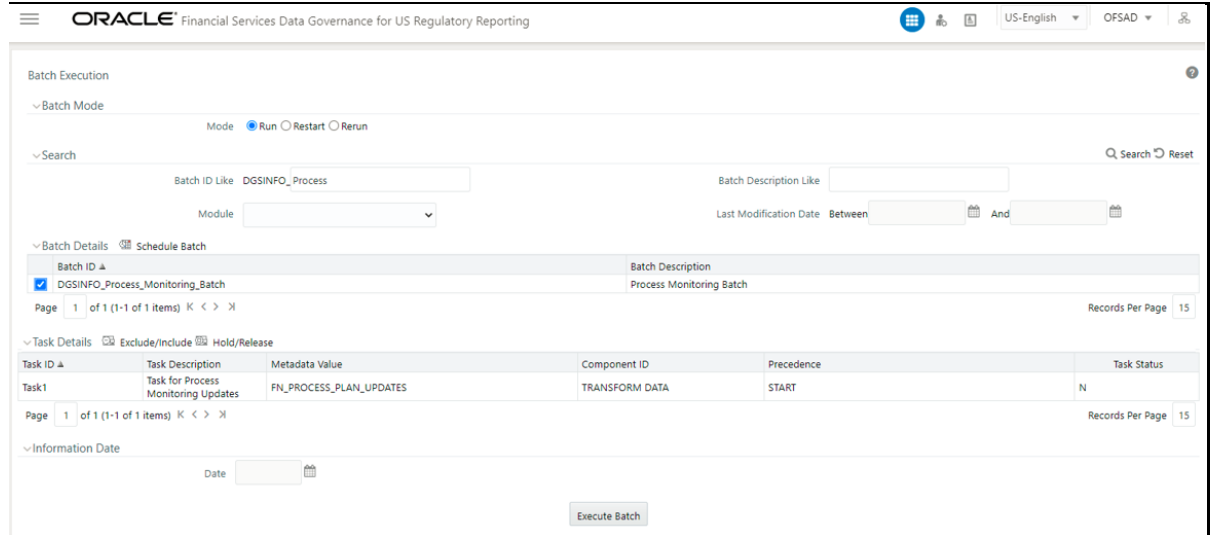 ORACLE® Financial Services Data Governance for US Regulatory Reporting US-English OFSAD
Batch Execution
Batch Mode
Mode Run Restart Rerun
Search Search Reset
Batch ID Like DGSINFO_ Process Batch Description Like
Module Last Modification Date Between And
Batch Details Schedule Batch
Batch ID Batch Description
DGSINFO_Process_Monitoring_Batch Process Monitoring Batch
Page 1 of 1 (1-1 of 1 items) Records Per Page 15
Task Details Exclude/Include Hold/Release
Task ID Task Description Metadata Value Component ID Precedence Task Status
Task1 Task for Process Monitoring Updates FN_PROCESS_PLAN_UPDATES TRANSFORM DATA START N
Page 1 of 1 (1-1 of 1 items) Records Per Page 15
Information Date
Date
Execute Batch